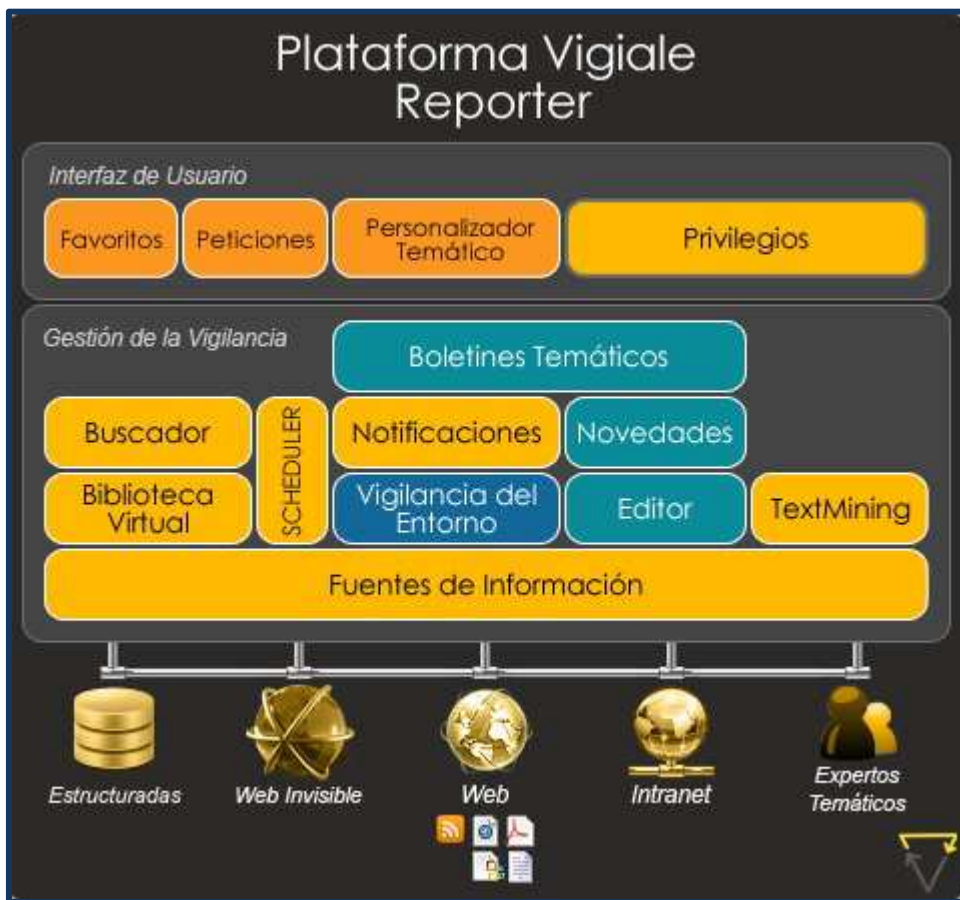 Plataforma Vigiale
Reporter
Interfaz de Usuario
Favoritos
Peticiones
Personalizador
Temático
Privilegios
Gestión de la Vigilancia
Boletines Temáticos
Buscador
SCHEDULER
Notificaciones
Novedades
Biblioteca
Virtual
Vigilancia del
Entorno
Editor
TextMining
Fuentes de Información
Estructuradas
Web Invisible
Web
Intranet
Expertos
Temáticos